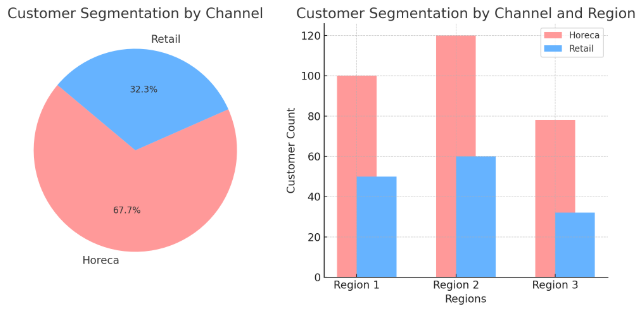 Customer Segmentation by Channel
Retail
32.3%
67.7%
Horeca
Customer Segmentation by Channel and Region
Horeca
Retail
Customer Count
120
100
80
60
40
20
0
Region 1
Region 2
Region 3
Regions